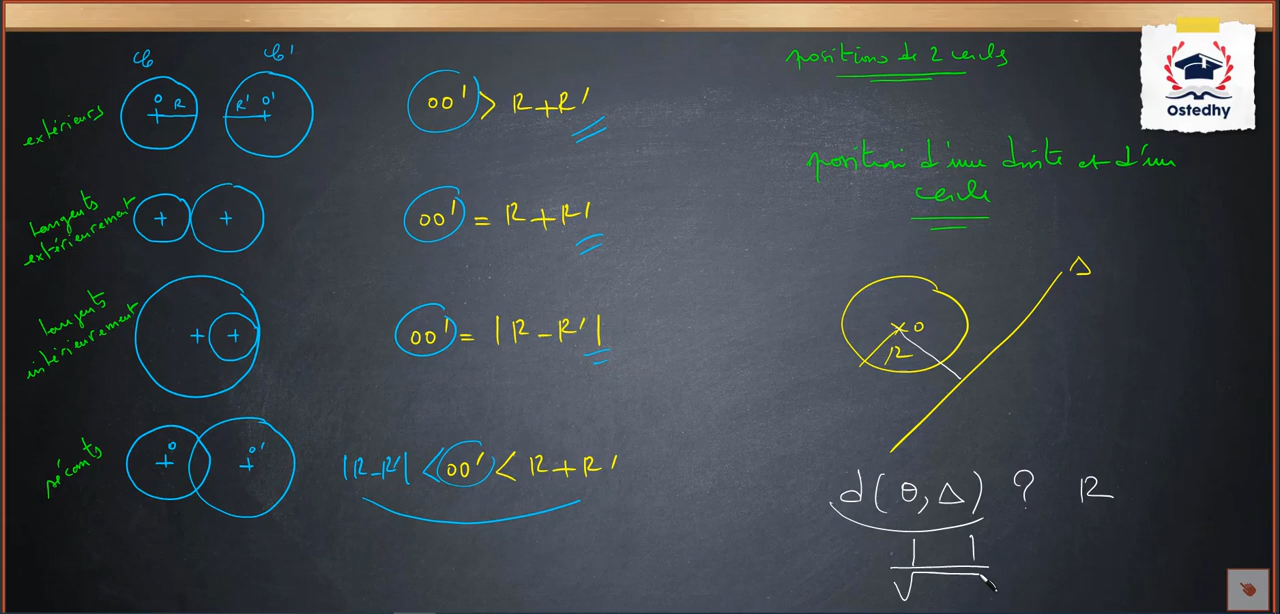 positions de 2 cercles
Ostedhy
position d'une droite et d'un
cercle
C C'
extérieurs
O R R' O'
OO' > R + R'
tangents
extérieurement
OO' = R + R'
tangents
intérieurement
OO' = |R - R'|
sécants
O O'
|R - R'| < OO' < R + R'
Δ
O
R
d(O, Δ) ? R
| |
√